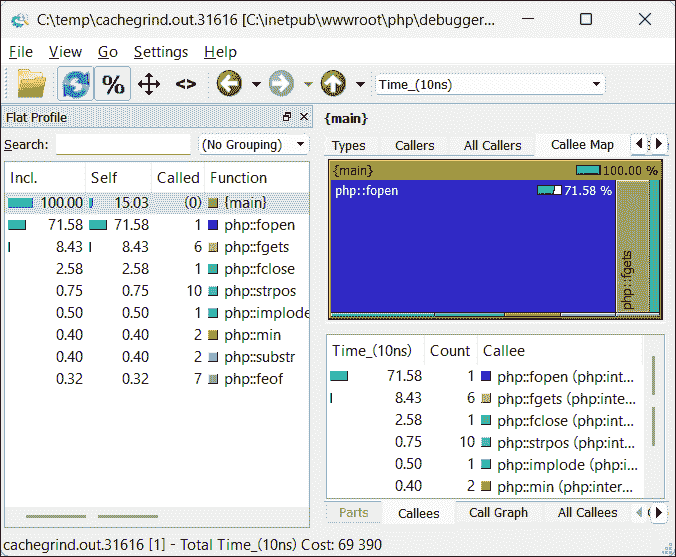 C:\temp\cachegrind.out.31616 [C:\inetpub\wwwroot\php\debugger...
File View Go Settings Help
% <> Time_(10ns)
Flat Profile
Search: (No Grouping)
Incl. Self Called Function
100.00 15.03 (0) {main}
71.58 71.58 1 php::fopen
8.43 8.43 6 php::fgets
2.58 2.58 1 php::fclose
0.75 0.75 10 php::strpos
0.50 0.50 1 php::implode
0.40 0.40 2 php::min
0.40 0.40 2 php::substr
0.32 0.32 7 php::feof
{main}
Types Callers All Callers Callee Map
{main} 100.00 %
php::fopen 71.58 %
php::fgets
Time_(10ns) Count Callee
71.58 1 php::fopen (php:int...
8.43 6 php::fgets (php:inte...
2.58 1 php::fclose (php:int...
0.75 10 php::strpos (php:int...
0.50 1 php::implode (php:i...
0.40 2 php::min (php:inter...
Parts Callees Call Graph All Callees
cachegrind.out.31616 [1] - Total Time_(10ns) Cost: 69 390